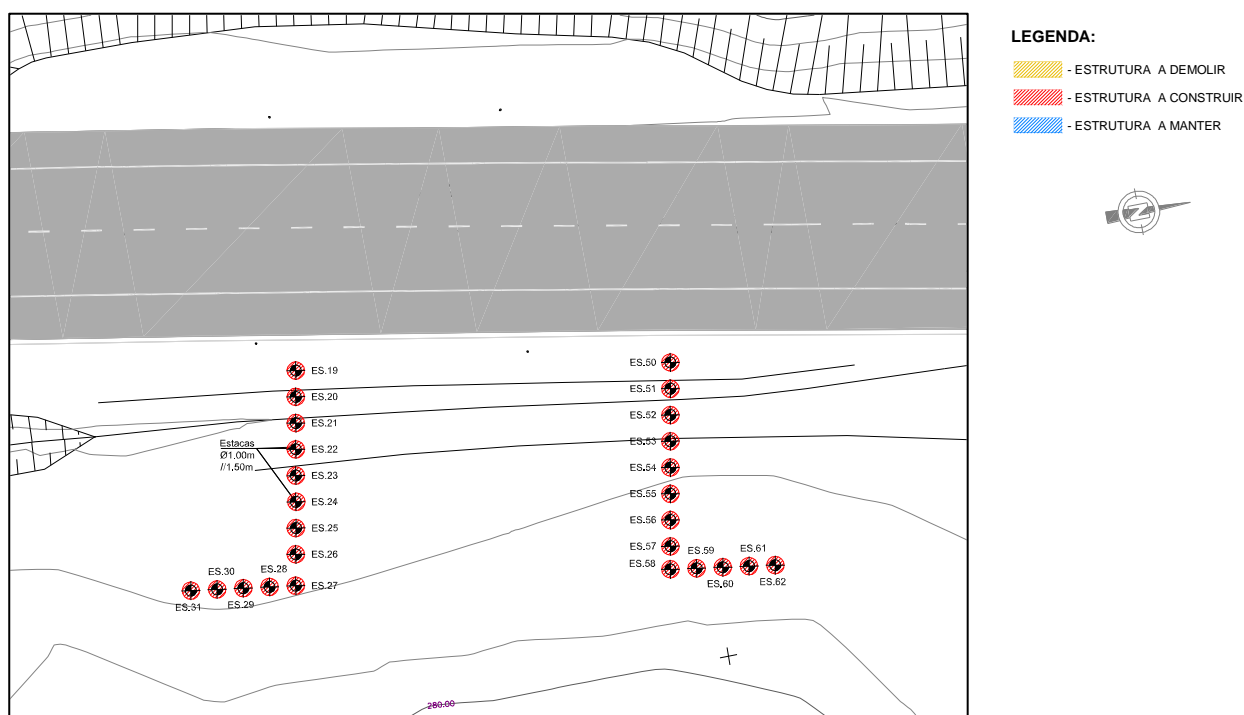 LEGENDA:
- ESTRUTURA A DEMOLIR
- ESTRUTURA A CONSTRUIR
- ESTRUTURA A MANTER
N
ES.19
ES.20
ES.21
ES.22
ES.23
ES.24
ES.25
ES.26
ES.27
ES.28
ES.29
ES.30
ES.31
Estacas
Ø1,00m
//1,50m
ES.50
ES.51
ES.52
ES.53
ES.54
ES.55
ES.56
ES.57
ES.58
ES.59
ES.60
ES.61
ES.62
280.00